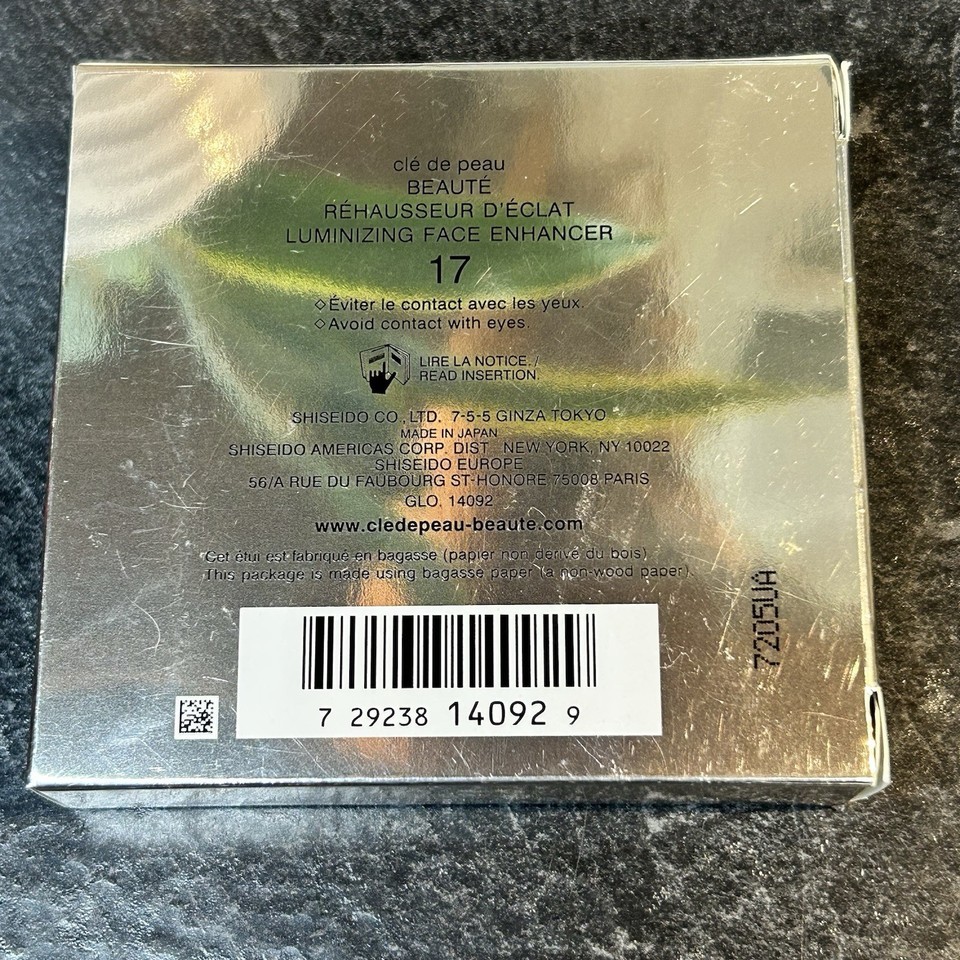 clé de peau
BEAUTÉ
RÉHAUSSEUR D'ÉCLAT
LUMINIZING FACE ENHANCER
17
◇Éviter le contact avec les yeux.
◇Avoid contact with eyes.
LIRE LA NOTICE. /
READ INSERTION.
SHISEIDO CO., LTD. 7-5-5 GINZA TOKYO
MADE IN JAPAN
SHISEIDO AMERICAS CORP. DIST. NEW YORK, NY 10022
SHISEIDO EUROPE
56/A RUE DU FAUBOURG ST-HONORE 75008 PARIS
GLO. 14092
www.cledepeau-beaute.com
Cet étui est fabriqué en bagasse (papier non dérivé du bois)
This package is made using bagasse paper (a non-wood paper).
7205UA
7 29238 14092 9